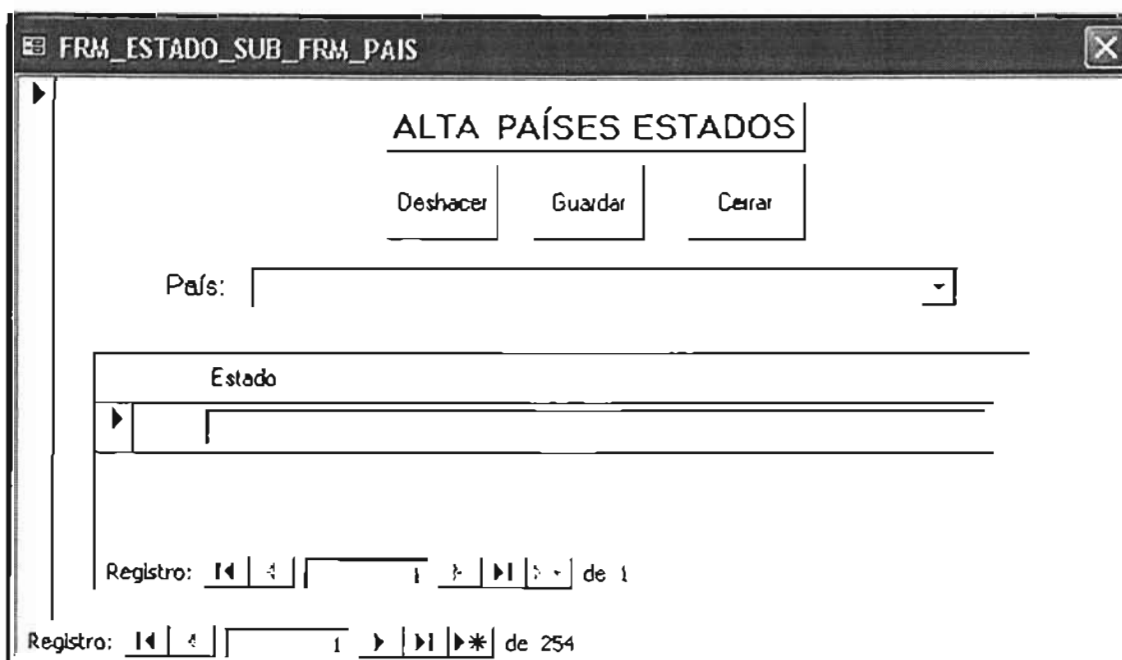 FRM_ESTADO_SUB_FRM_PAIS
ALTA PAÍSES ESTADOS
Deshacer Guardar Cerrar
País:
Estado
Registro: 1 de 1
Registro: 1 de 254